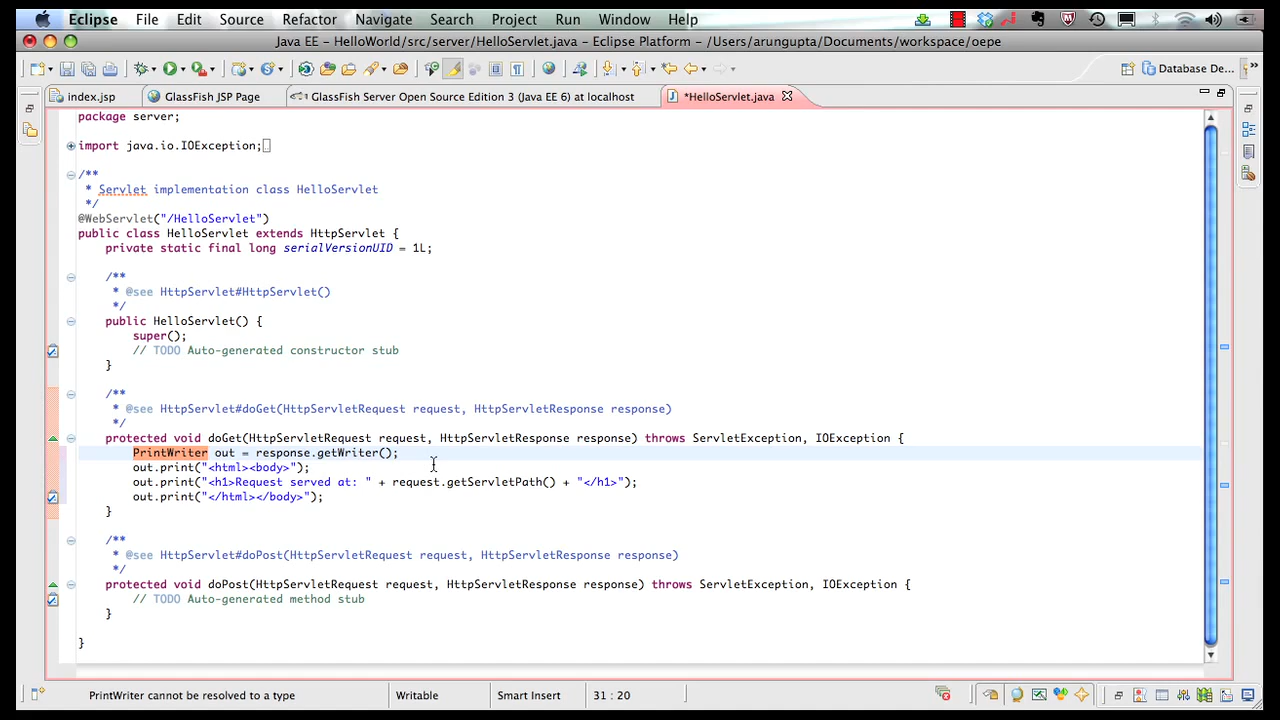 Eclipse File Edit Source Refactor Navigate Search Project Run Window Help
Java EE - HelloWorld/src/server/HelloServlet.java - Eclipse Platform - /Users/arungupta/Documents/workspace/oepe
Database De...
index.jsp GlassFish JSP Page GlassFish Server Open Source Edition 3 (Java EE 6) at localhost *HelloServlet.java
package server;
import java.io.IOException;
/**
* Servlet implementation class HelloServlet
*/
@WebServlet("/HelloServlet")
public class HelloServlet extends HttpServlet {
private static final long serialVersionUID = 1L;
/**
* @see HttpServlet#HttpServlet()
*/
public HelloServlet() {
super();
// TODO Auto-generated constructor stub
}
/**
* @see HttpServlet#doGet(HttpServletRequest request, HttpServletResponse response)
*/
protected void doGet(HttpServletRequest request, HttpServletResponse response) throws ServletException, IOException {
PrintWriter out = response.getWriter();
out.print("<html><body>");
out.print("<h1>Request served at: " + request.getServletPath() + "</h1>");
out.print("</html></body>");
}
/**
* @see HttpServlet#doPost(HttpServletRequest request, HttpServletResponse response)
*/
protected void doPost(HttpServletRequest request, HttpServletResponse response) throws ServletException, IOException {
// TODO Auto-generated method stub
}
}
PrintWriter cannot be resolved to a type Writable Smart Insert 31 : 20